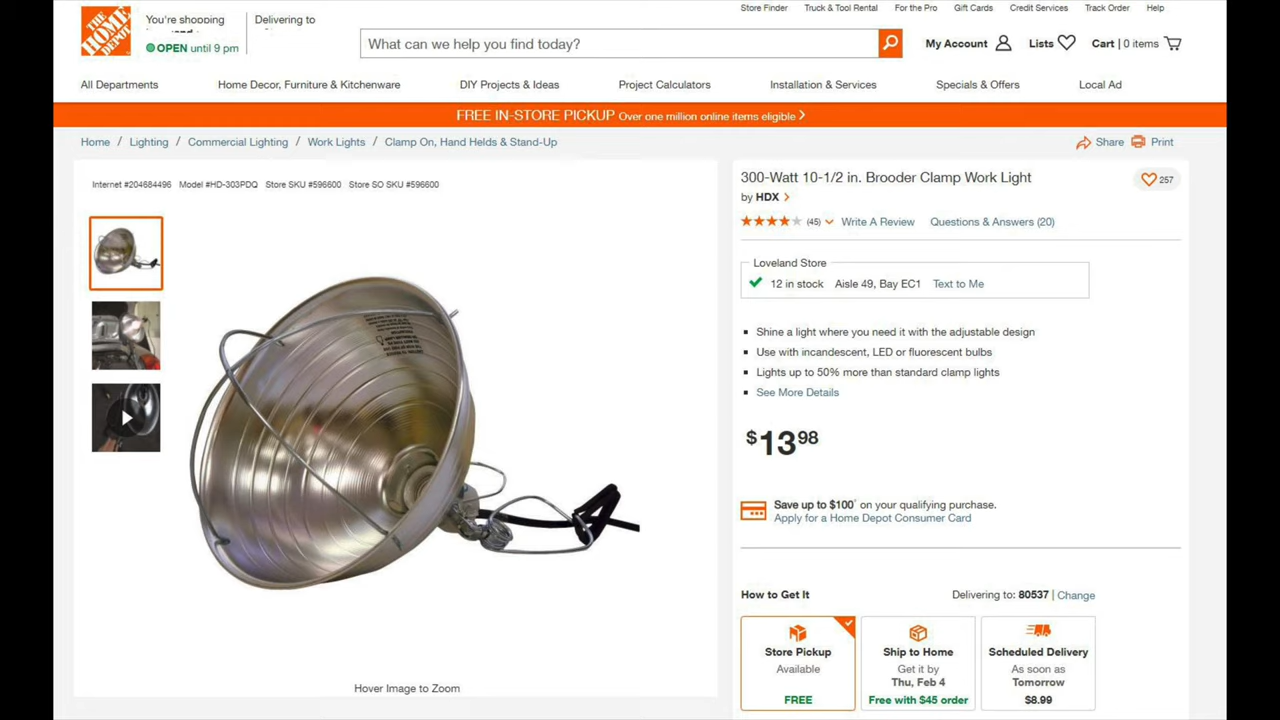 Store Finder Truck & Tool Rental For the Pro Gift Cards Credit Services Track Order Help
THE HOME DEPOT
You're shopping
Delivering to
OPEN until 9 pm
What can we help you find today?
My Account Lists Cart | 0 items
All Departments Home Decor, Furniture & Kitchenware DIY Projects & Ideas Project Calculators Installation & Services Specials & Offers Local Ad
FREE IN-STORE PICKUP Over one million online items eligible
Home / Lighting / Commercial Lighting / Work Lights / Clamp On, Hand Helds & Stand-Up
Share Print
Internet #204684496 Model #HD-303PDQ Store SKU #596600 Store SO SKU #596600
300-Watt 10-1/2 in. Brooder Clamp Work Light
257
by HDX
(45) Write A Review Questions & Answers (20)
Loveland Store
12 in stock Aisle 49, Bay EC1 Text to Me
Shine a light where you need it with the adjustable design
Use with incandescent, LED or fluorescent bulbs
Lights up to 50% more than standard clamp lights
See More Details
$13 98
Save up to $100* on your qualifying purchase.
Apply for a Home Depot Consumer Card
How to Get It
Delivering to: 80537 | Change
Store Pickup
Available
FREE
Ship to Home
Get it by
Thu, Feb 4
Free with $45 order
Scheduled Delivery
As soon as
Tomorrow
$8.99
Hover Image to Zoom